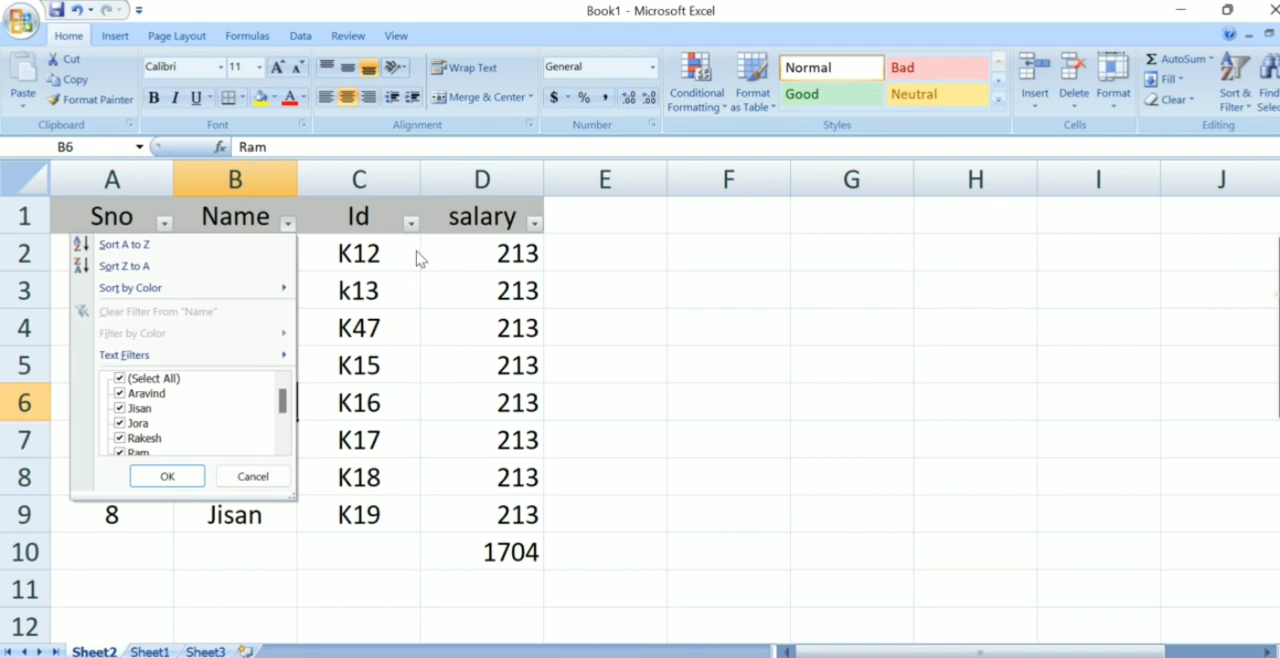 Book1 - Microsoft Excel
Home Insert Page Layout Formulas Data Review View
Cut
Copy
Paste
Format Painter
Clipboard
Calibri 11
B I U
Font
Wrap Text
Merge & Center
Alignment
General
$ % ,
Number
Conditional Formatting
Format as Table
Normal Bad
Good Neutral
Styles
Insert Delete Format
Cells
Σ AutoSum
Fill
Clear
Sort & Filter
Find
Editing
B6 fx Ram
A B C D E F G H I J
1 Sno Name Id salary
2 K12 213
3 k13 213
4 K47 213
5 K15 213
6 K16 213
7 K17 213
8 K18 213
9 8 Jisan K19 213
10 1704
11
12
Sort A to Z
Sort Z to A
Sort by Color
Clear Filter From "Name"
Filter by Color
Text Filters
(Select All)
Aravind
Jisan
Jora
Rakesh
Ram
OK Cancel
Sheet2 Sheet1 Sheet3